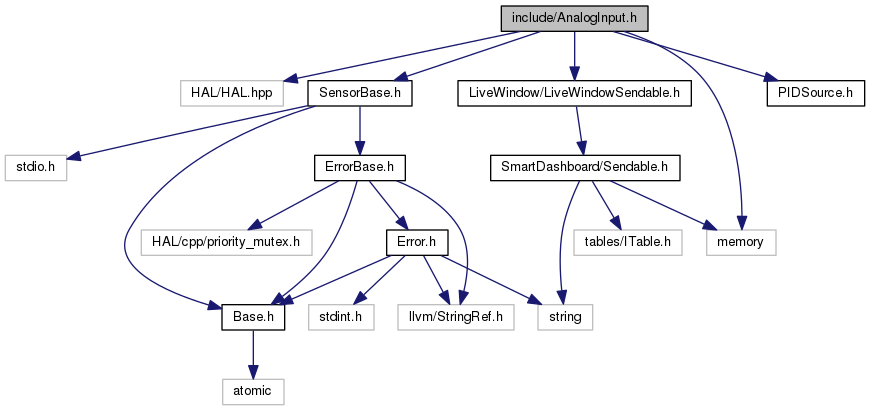 include/AnalogInput.h
HAL/HAL.hpp
SensorBase.h
LiveWindow/LiveWindowSendable.h
PIDSource.h
stdio.h
ErrorBase.h
SmartDashboard/Sendable.h
HAL/cpp/priority_mutex.h
Error.h
tables/ITable.h
memory
Base.h
stdint.h
llvm/StringRef.h
string
atomic